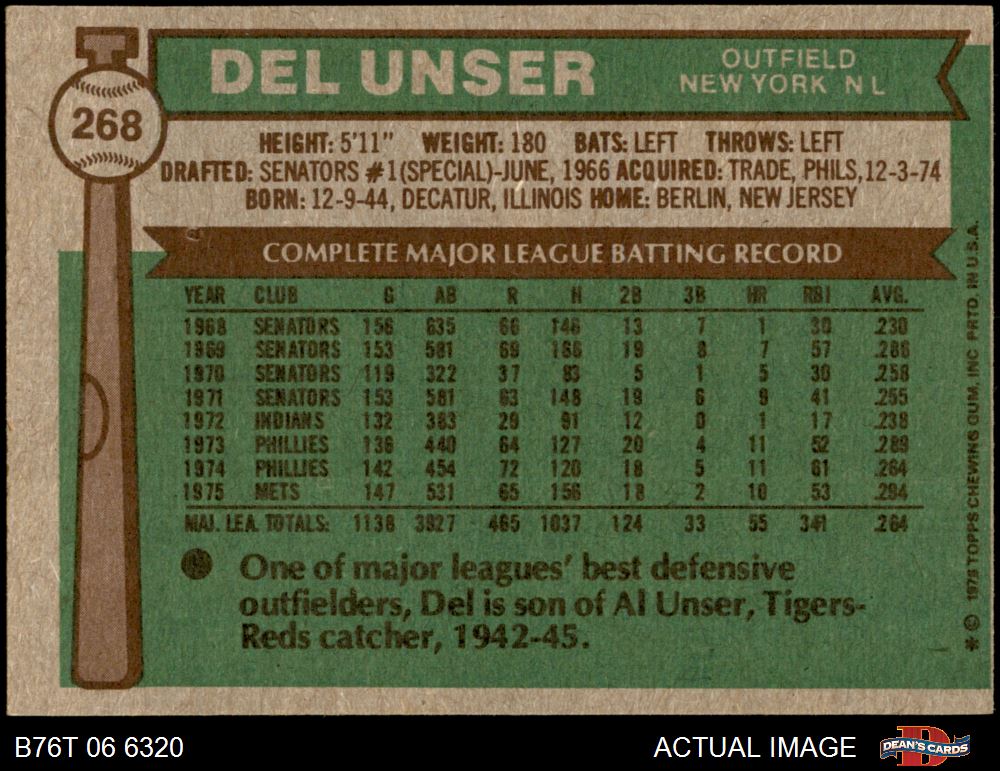 DEL UNSER
OUTFIELD
NEW YORK N L
268
HEIGHT: 5'11" WEIGHT: 180 BATS: LEFT THROWS: LEFT
DRAFTED: SENATORS #1(SPECIAL)-JUNE, 1966 ACQUIRED: TRADE, PHILS,12-3-74
BORN: 12-9-44, DECATUR, ILLINOIS HOME: BERLIN, NEW JERSEY
COMPLETE MAJOR LEAGUE BATTING RECORD
YEAR CLUB G AB R H 2B 3B HR RBI AVG.
1968 SENATORS 156 635 66 146 13 7 1 30 .230
1969 SENATORS 153 581 69 166 19 8 7 57 .286
1970 SENATORS 119 322 37 83 5 1 5 30 .258
1971 SENATORS 153 581 63 148 18 6 9 41 .255
1972 INDIANS 132 383 29 91 12 0 1 17 .238
1973 PHILLIES 136 440 64 127 20 4 11 52 .289
1974 PHILLIES 142 454 72 120 18 5 11 61 .264
1975 METS 147 531 65 156 18 2 10 53 .294
MAJ. LEA. TOTALS: 1138 3927 465 1037 124 33 55 341 .264
One of major leagues' best defensive
outfielders, Del is son of Al Unser, Tigers-
Reds catcher, 1942-45.
* © 1976 TOPPS CHEWING GUM, INC PRTD. IN U.S.A.
B76T 06 6320
ACTUAL IMAGE
DEAN'S CARDS